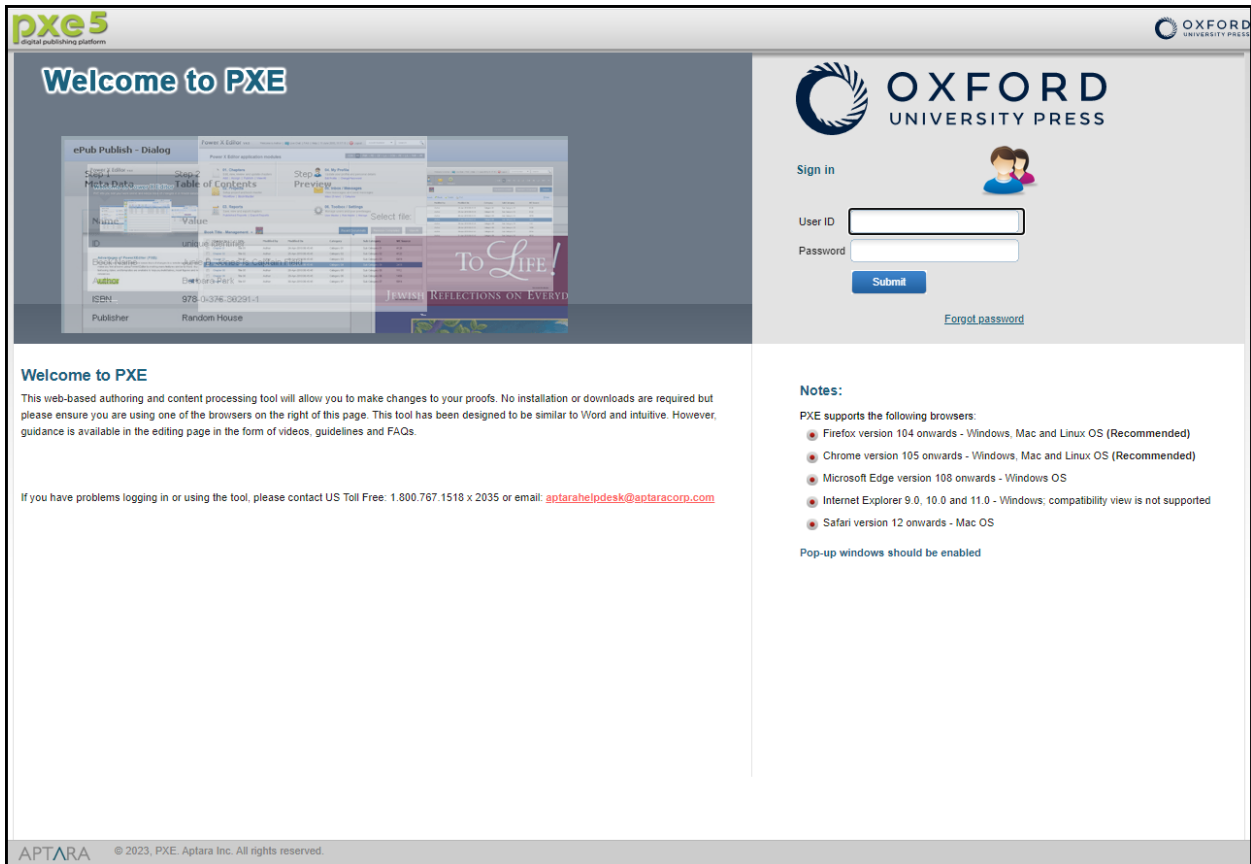 pxe5
digital publishing platform
OXFORD
UNIVERSITY PRESS
Welcome to PXE
ePub Publish - Dialog
Step 1
Meta Data
Step 2
Table of Contents
Step
Preview
Select file:
Name
Value
ID
unique identifier
Book Name
Author
Barbara Park
ISBN
Publisher
Random House
TO LIFE!
JEWISH REFLECTIONS ON EVERYD
OXFORD
UNIVERSITY PRESS
Sign in
User ID
Password
Submit
Forgot password
Welcome to PXE
This web-based authoring and content processing tool will allow you to make changes to your proofs. No installation or downloads are required but
please ensure you are using one of the browsers on the right of this page. This tool has been designed to be similar to Word and intuitive. However,
guidance is available in the editing page in the form of videos, guidelines and FAQs.
If you have problems logging in or using the tool, please contact US Toll Free: 1.800.767.1518 x 2035 or email: aptarahelpdesk@aptaracorp.com
Notes:
PXE supports the following browsers:
Firefox version 104 onwards - Windows, Mac and Linux OS (Recommended)
Chrome version 105 onwards - Windows, Mac and Linux OS (Recommended)
Microsoft Edge version 108 onwards - Windows OS
Internet Explorer 9.0, 10.0 and 11.0 - Windows; compatibility view is not supported
Safari version 12 onwards - Mac OS
Pop-up windows should be enabled
APTARA
© 2023, PXE. Aptara Inc. All rights reserved.